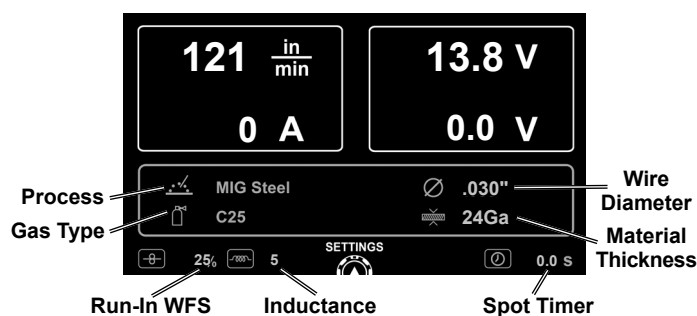 121 in/min
13.8 V
0 A
0.0 V
Process
MIG Steel
.030"
Wire Diameter
Gas Type
C25
24Ga
Material Thickness
25%
5
SETTINGS
0.0 s
Run-In WFS
Inductance
Spot Timer